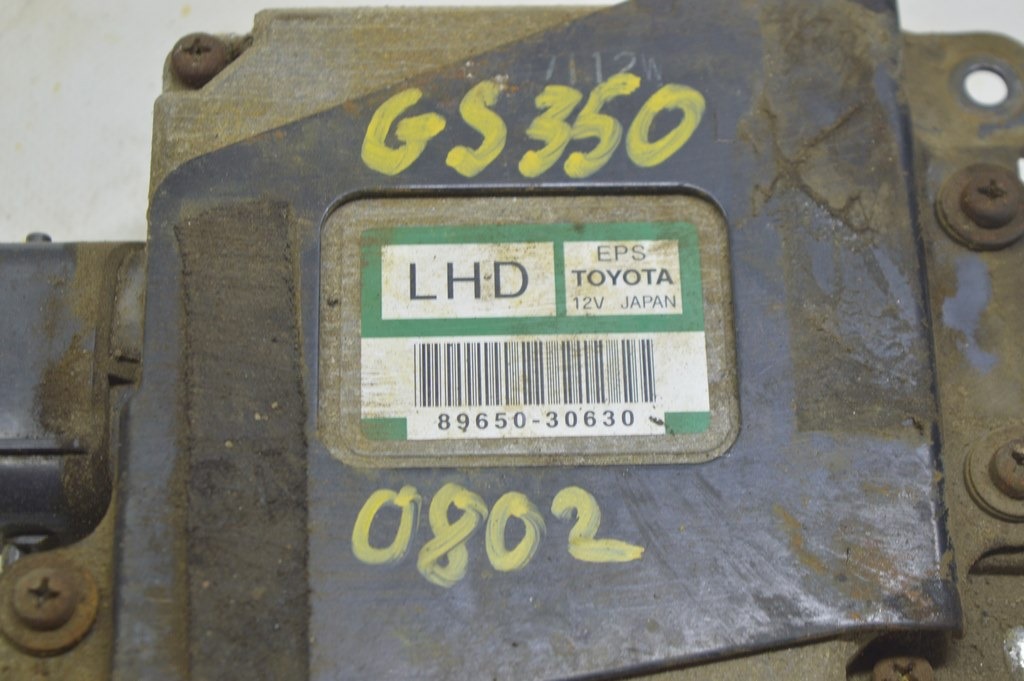 GS350
LHD
EPS
TOYOTA
12V JAPAN
89650-30630
0802